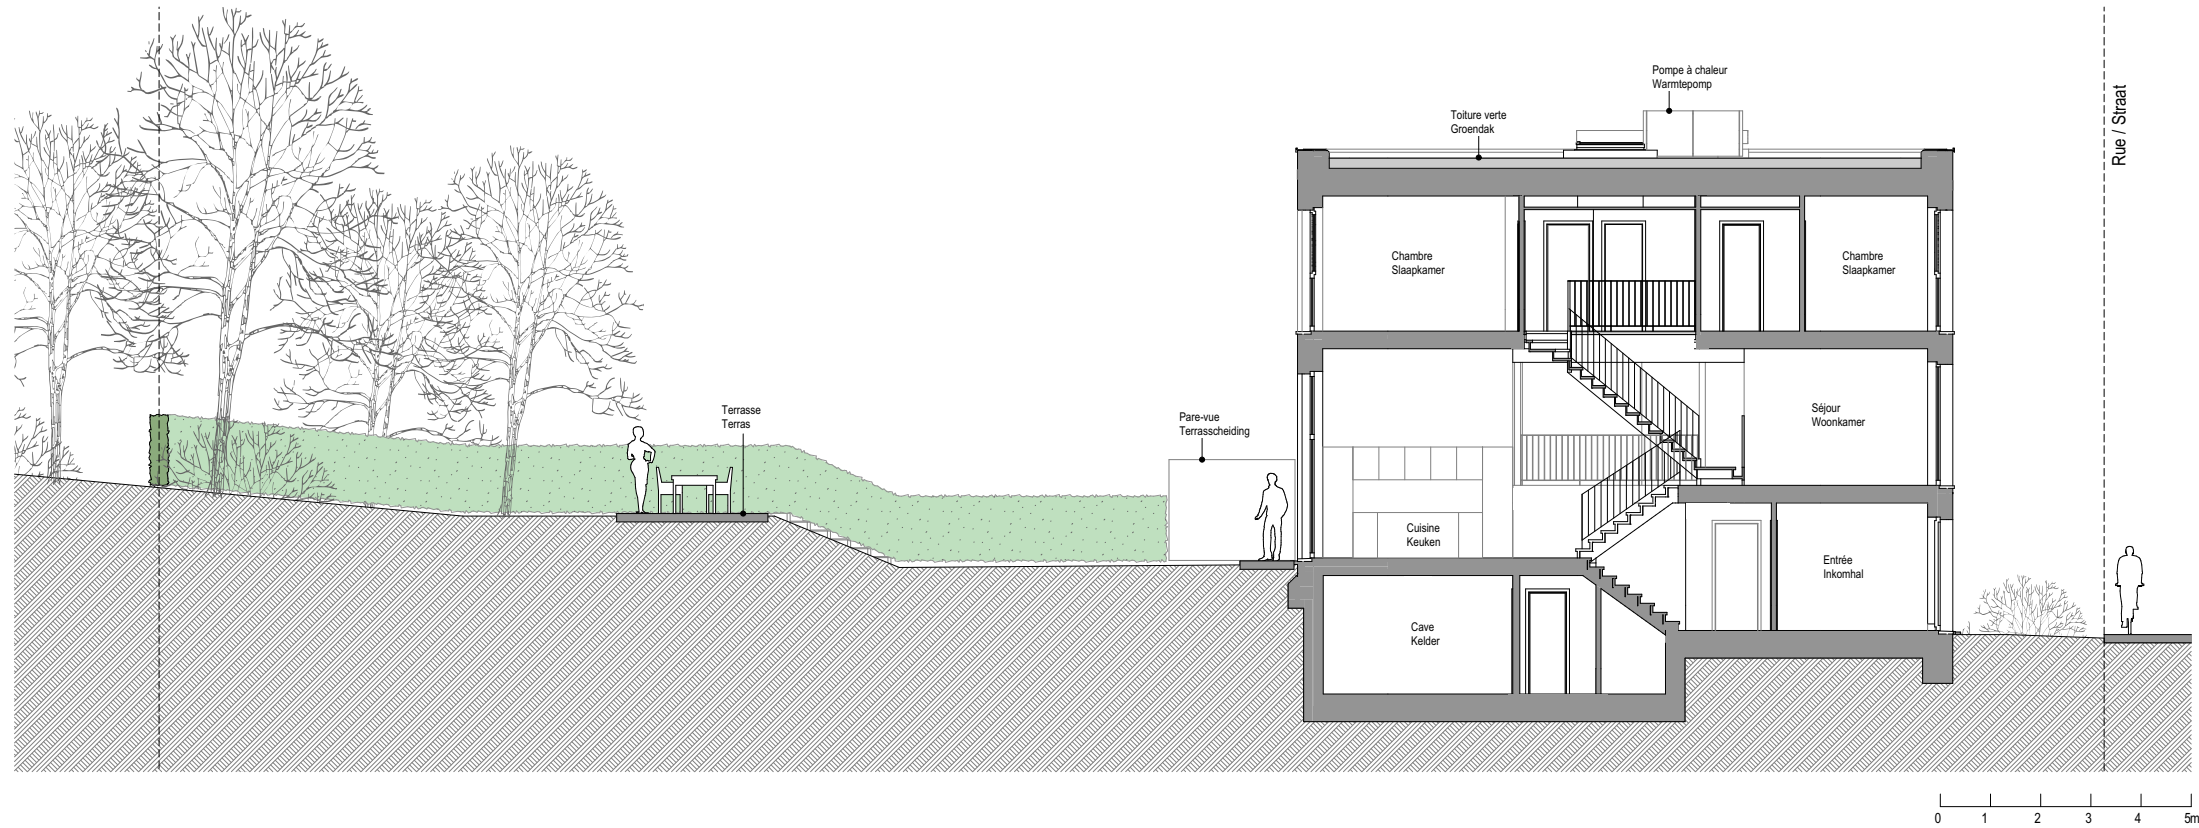 Pompe à chaleur
Warmtepomp
Rue / Straat
Toiture verte
Groendak
Chambre
Slaapkamer
Chambre
Slaapkamer
Terrasse
Terras
Pare-vue
Terrasscheiding
Séjour
Woonkamer
Cuisine
Keuken
Entrée
Inkomhal
Cave
Kelder
0 1 2 3 4 5m